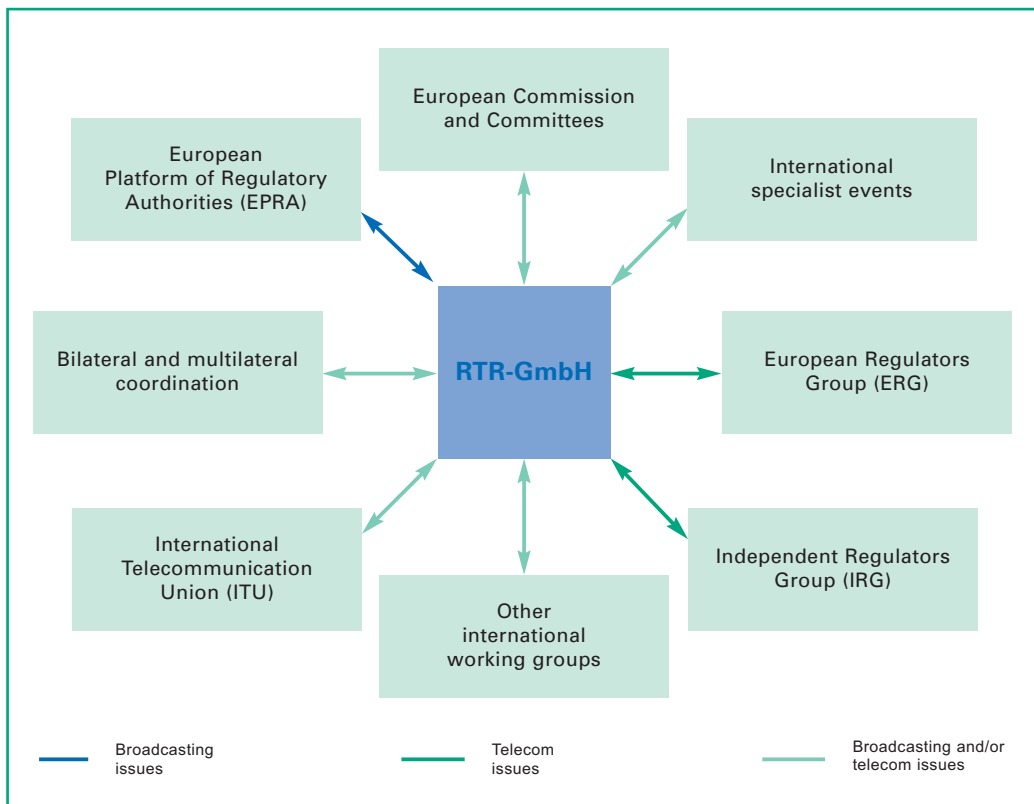 European Commission
and Committees
European
Platform of Regulatory
Authorities (EPRA)
International
specialist events
Bilateral and multilateral
coordination
RTR-GmbH
European Regulators
Group (ERG)
International
Telecommunication
Union (ITU)
Other
international
working groups
Independent Regulators
Group (IRG)
Broadcasting
issues
Telecom
issues
Broadcasting and/or
telecom issues